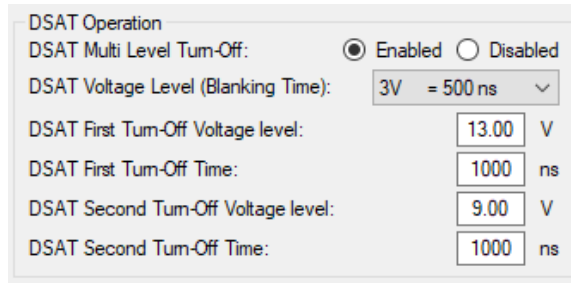 DSAT Operation
DSAT Multi Level Turn-Off: Enabled Disabled
DSAT Voltage Level (Blanking Time): 3V = 500 ns
DSAT First Turn-Off Voltage level: 13.00 V
DSAT First Turn-Off Time: 1000 ns
DSAT Second Turn-Off Voltage level: 9.00 V
DSAT Second Turn-Off Time: 1000 ns